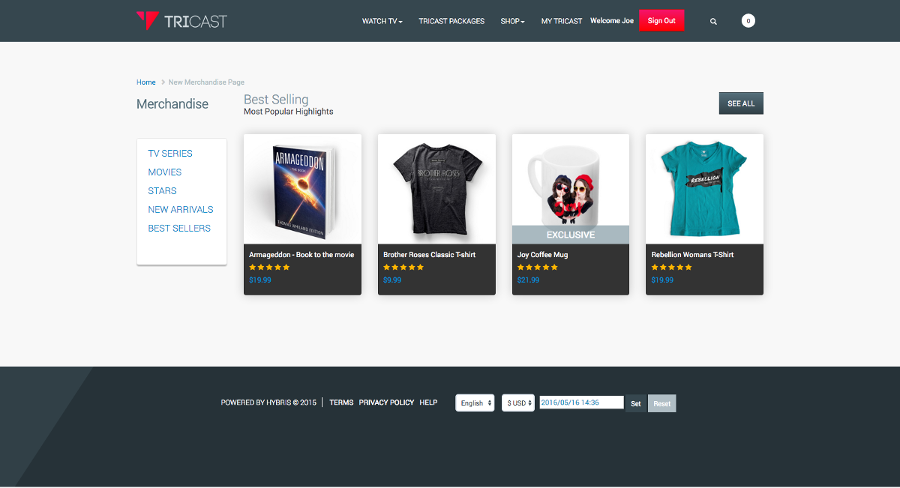 TRICAST
WATCH TV
TRICAST PACKAGES
SHOP
MY TRICAST
Welcome Joe
Sign Out
0
Home > New Merchandise Page
Merchandise
TV SERIES
MOVIES
STARS
NEW ARRIVALS
BEST SELLERS
Best Selling
Most Popular Highlights
SEE ALL
ARMAGEDDON
Armageddon - Book to the movie
$19.99
BROTHER ROSES
Brother Roses Classic T-shirt
$9.99
EXCLUSIVE
Joy Coffee Mug
$21.99
REBELLION
Rebellion Womans T-Shirt
$19.99
POWERED BY HYBRIS © 2015 | TERMS PRIVACY POLICY HELP
English
$ USD
2016/05/16 14:36
Set
Reset